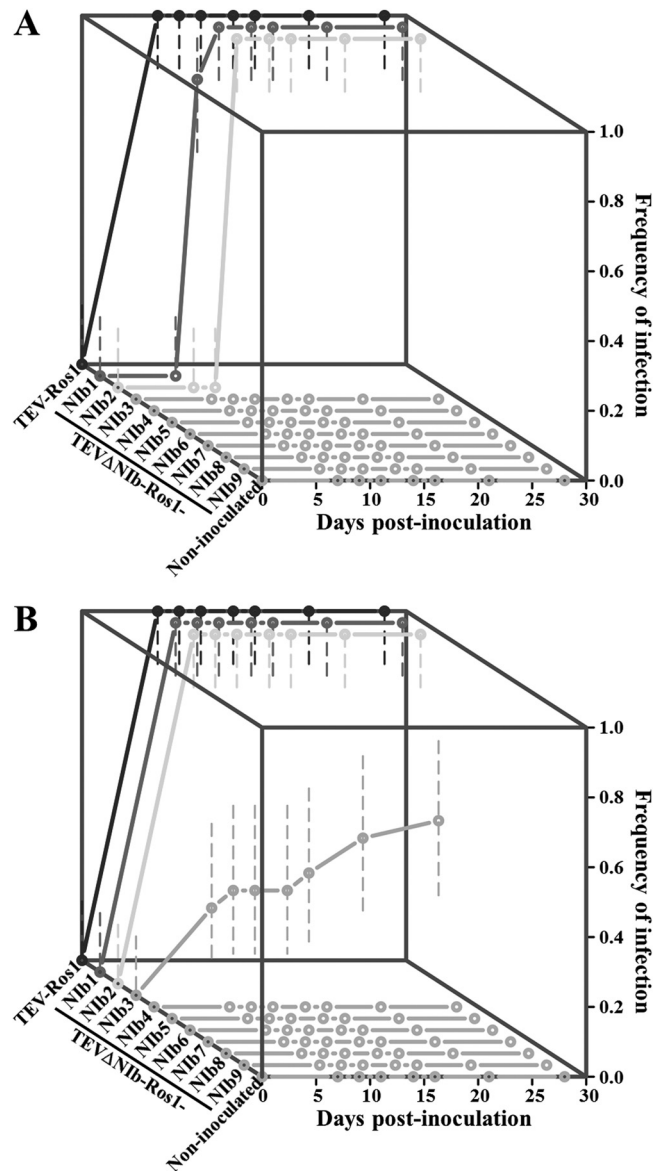 A
1.0
0.8
0.6
0.4
0.2
0.0
Frequency of infection
TEV-Ros1
NIb1
NIb2
NIb3
NIb4
NIb5
NIb6
NIb7
NIb8
NIb9
TEVΔNIb-Ros1-
Non-inoculated
0 5 10 15 20 25 30
Days post-inoculation
B
1.0
0.8
0.6
0.4
0.2
0.0
Frequency of infection
TEV-Ros1
NIb1
NIb2
NIb3
NIb4
NIb5
NIb6
NIb7
NIb8
NIb9
TEVΔNIb-Ros1-
Non-inoculated
0 5 10 15 20 25 30
Days post-inoculation